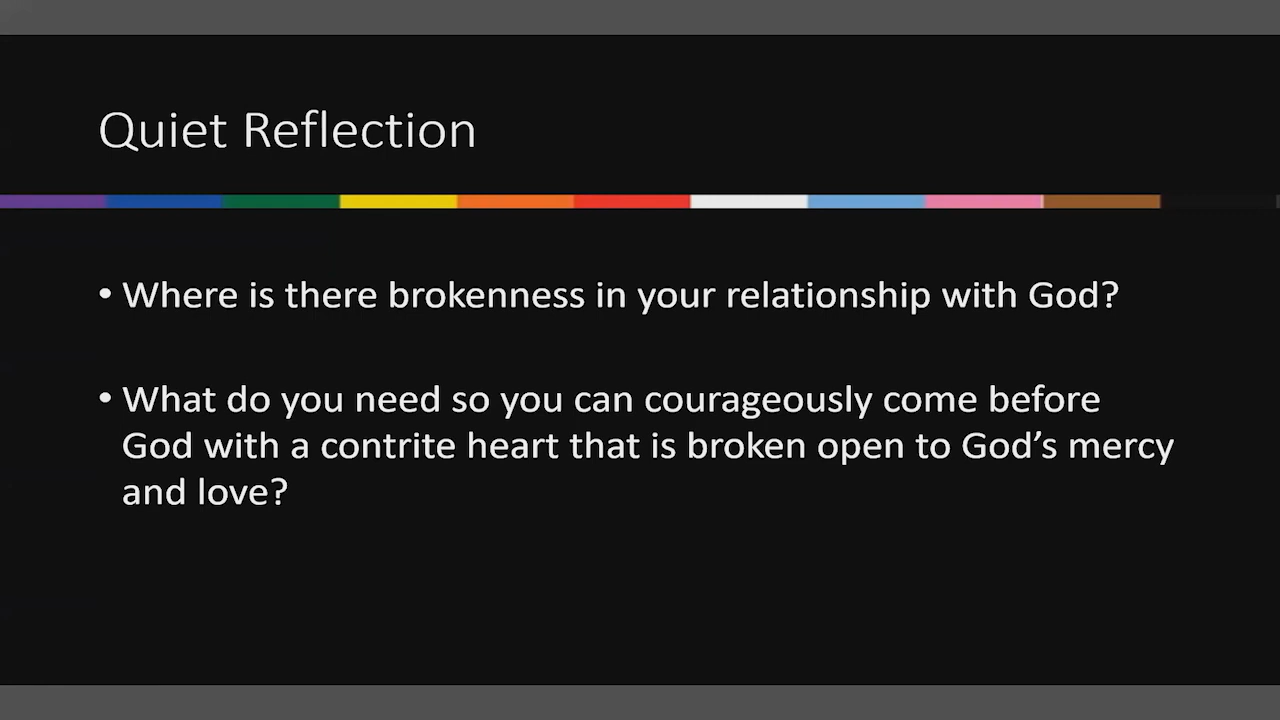 Quiet Reflection
• Where is there brokenness in your relationship with God?
• What do you need so you can courageously come before
God with a contrite heart that is broken open to God’s mercy
and love?